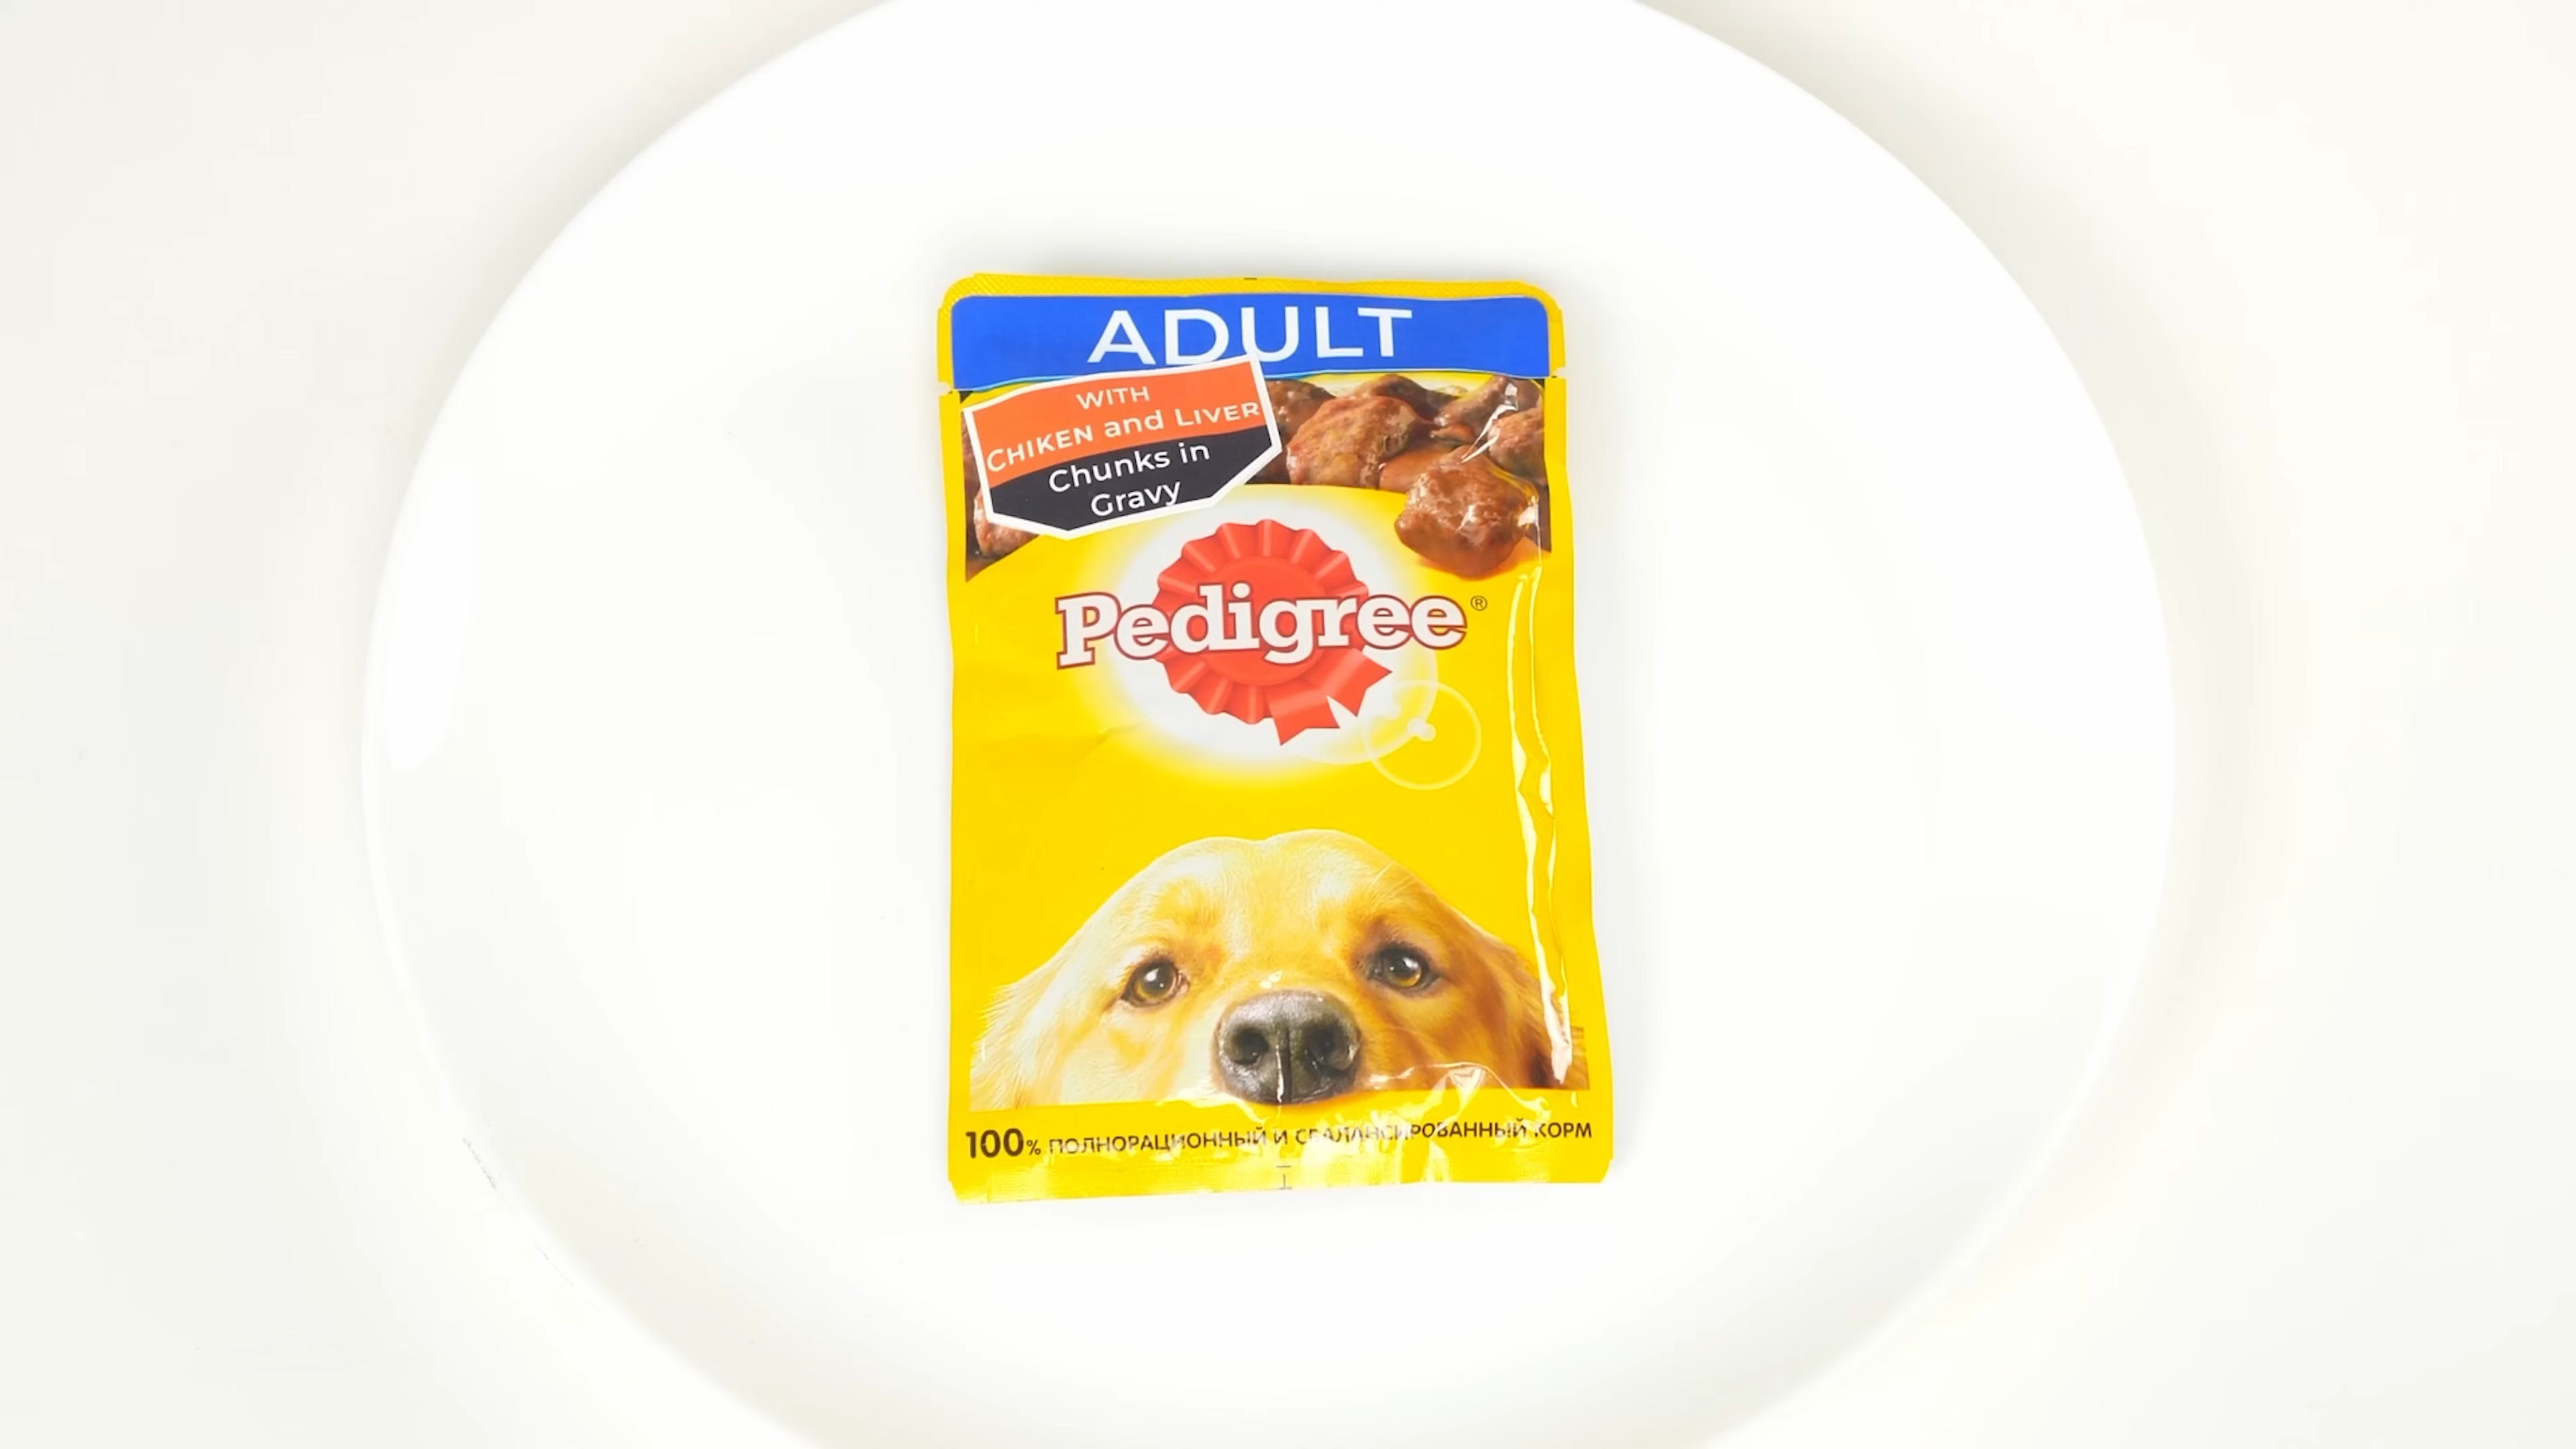 ADULT
WITH
CHIKEN and LIVER
Chunks in
Gravy
Pedigree®
100% ПОЛНОРАЦИОННЫЙ И СБАЛАНСИРОВАННЫЙ КОРМ